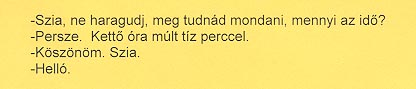 -Szia, ne haragudj, meg tudnád mondani, mennyi az idő?
-Persze.  Kettő óra múlt tíz perccel.
-Köszönöm. Szia.
-Helló.